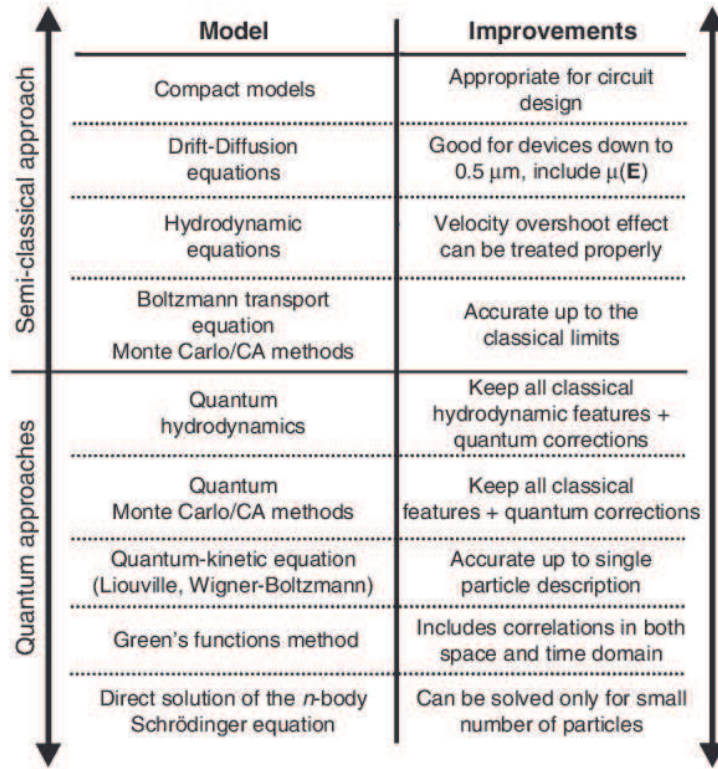 Model
Improvements
Semi-classical approach
Compact models
Appropriate for circuit
design
Drift-Diffusion
equations
Good for devices down to
0.5 μm, include μ(E)
Hydrodynamic
equations
Velocity overshoot effect
can be treated properly
Boltzmann transport
equation
Monte Carlo/CA methods
Accurate up to the
classical limits
Quantum approaches
Quantum
hydrodynamics
Keep all classical
hydrodynamic features +
quantum corrections
Quantum
Monte Carlo/CA methods
Keep all classical
features + quantum corrections
Quantum-kinetic equation
(Liouville, Wigner-Boltzmann)
Accurate up to single
particle description
Green's functions method
Includes correlations in both
space and time domain
Direct solution of the n-body
Schrödinger equation
Can be solved only for small
number of particles